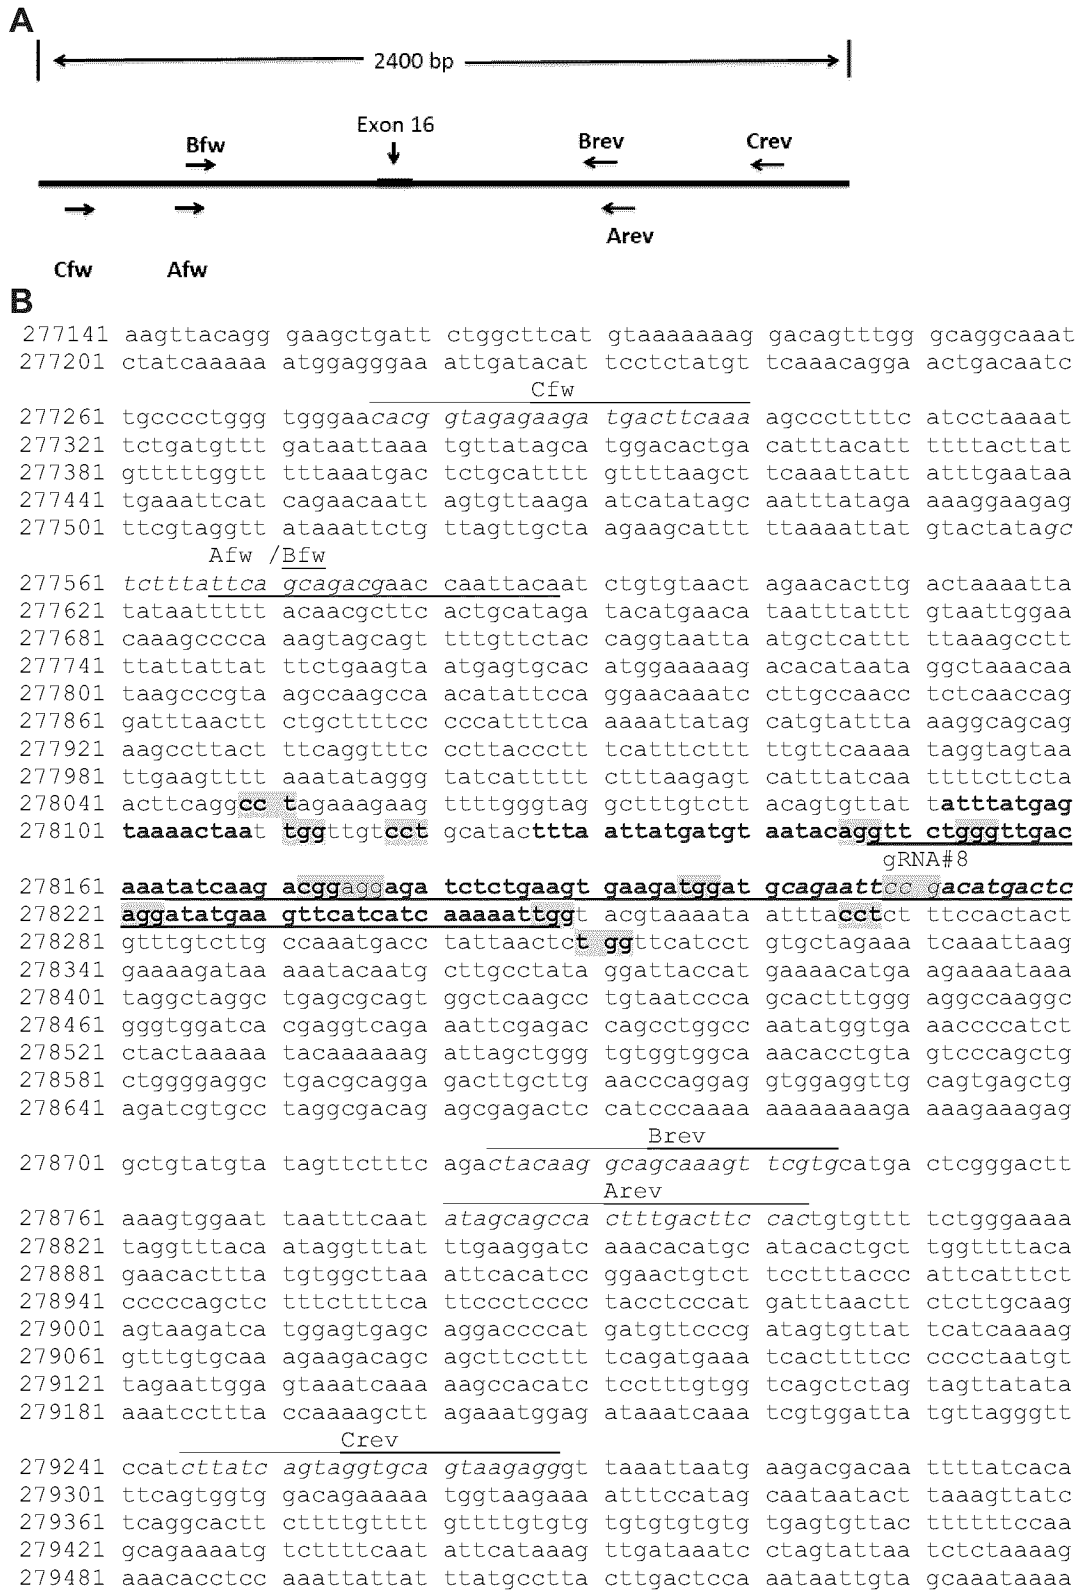 A
2400 bp
Exon 16
Bfw
Brev
Crev
Arev
Cfw
Afw
B
277141 aagttacagg gaagctgatt ctggcttcat gtaaaaaaag gacagtttgg gcaggcaaat
277201 ctatcaaaaa atggagggaa attgatacat tcctctatgt tcaaacagga actgacaatc
Cfw
277261 tgcccctggg tgggaacacg gtagagaaga tgacttcaaa agcccttttc atcctaaaat
277321 tctgatgttt gataattaaa tgttatagca tggacactga catttacatt ttttacttat
277381 gtttttggtt tttaaatgac tctgcatttt gttttaagct tcaaattatt atttgaataa
277441 tgaaattcat cagaacaatt agtgttaaga atcatatagc aatttataga aaaggaagag
277501 ttcgtaggtt ataaattctg ttagttgcta agaagcattt ttaaaattat gtactatagc
Afw /Bfw
277561 tctttattca gcagacgaac caattacaat ctgtgtaact agaacacttg actaaaatta
277621 tataattttt acaacgcttc actgcataga tacatgaaca taatttattt gtaattggat
277681 caaagcccca aagtagcagt tttgttctac caggtaatta atgctcattt ttaaagcctt
277741 ttattattat ttctgaagta atgagtgcac atggaaaaag acacataata ggctaaacaa
277801 taagcccgta agccaagcca acatattcca ggaacaaatc cttgccaacc tctcaaccag
277861 gatttaactt ctgcttttcc cccattttca aaaattatag catgtattta aaggcagcag
277921 aagccttact ttcaggtttc cccttaccctt tcatttcttt ttgttcaaaa taggtagtaa
277981 ttgaagtttt aaatataggg tatcattttt ctttaagatt catttatcaa ttttcttcta
278041 acttcaggcc tagaaagaag ttttgggtag gctttgtctt acagtgttat tatttatgag
278101 taaaactaat tggttgtcct gcatacttta attatgatgt aatacaggtt ctgggttgac
gRNA#8
278161 aaatatcaag acggaggaga tctctgaagt gaagatggat gcagaattcc gacatgactc
278221 aggatatgaa gttcatcatc aaaaattggt acgtaaaata atttacctct ttccactact
278281 gtttgtcttg ccaaatgacc tattaactct ggttcatcct gtgctagaaa tcaaattaag
278341 gaaaagataa aaatacaatg cttgcctata ggattaccat gaaaacatga agaaaataaa
278401 taggctaggc tgagcgcagt ggctcaagcc tgtaatccca gcactttggg aggccaaggc
278461 gggtggatca cgaggtcaga aattcgagac cagcctggcc aatatggtga aaccccatct
278521 ctactaaaaa tacaaaaaag attagctggg tgtggtggca aacacctgta gtcccagctg
278581 ctggggaggc tgacgcagga gacttgcttg aacccaggag gtggaggttg cagtgagctg
278641 agatcgtgcc taggcgacag agcgagactc catcccaaaa aaaaaaaaga aaagaaagag
Brev
278701 gctgtatgta tagttctttc agactacaag gcagcaaagt tcgtgcatga ctcgggactt
Arev
278761 aaagtggaat taatttcaat atagcagcca ctttgacttc cactgtgttt tctgggaaaa
278821 taggtttaca ataggtttat ttgaaggatc aaacacatgc atacactgct tggttttaca
278881 gaacacttta tgtggcttaa attcacatcc ggaactgtct tcctttaccc attcatttct
278941 cccccagctc tttcttttca ttccctcccc tacctcccat gatttaactt ctcttgcaag
279001 agtaagatca tggagtgagc aggaccccat gatgttcccg atagtgttat tcatcaaaag
279061 gtttgtgcaa agaagacagc agcttccttt tcagatgaaa tcacttttcc cccctaatgt
279121 tagaattgga gtaaatcaaa aagccacatc tcctttgtgg tcagctctag tagttatata
279181 aaatccttta ccaaaagctt agaaatggag ataaatcaaa tcgtggatta tgttagggtt
Crev
279241 ccatcttatc agtaggtgca gtaagagggt taaattaatg aagacgacaa ttttatcaca
279301 ttcagtggtg gacagaaaaa tggtaagaaa atttccatag caataatact taaagttatc
279361 tcaggcactt cttttgtttt gttttgtgtg tgtgtgtgtg tgagtgttac ttttttccaa
279421 gcagaaaatg tcttttcaat attcataaag ttgataaatc ctagtattaa tctctaaaag
279481 aaacacctcc aaattattat ttatgcctta cttgactcca aataattgta gcaaataaaa